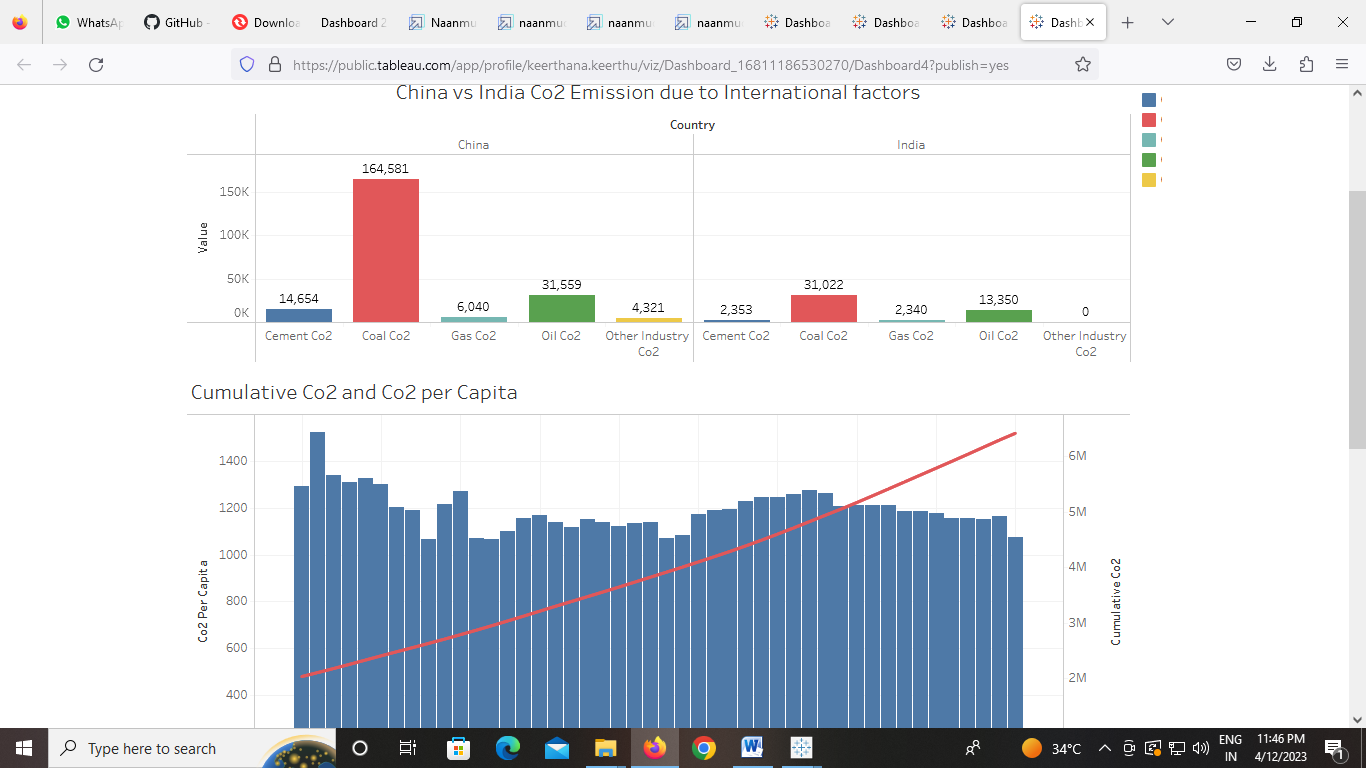 WhatsAp
GitHub -
Downloa
Dashboard 2
Naanmu
naanmud
naanmu
naanmu
Dashboa
Dashboa
Dashboa
Dashb
https://public.tableau.com/app/profile/keerthana.keerthu/viz/Dashboard_16811186530270/Dashboard4?publish=yes
China vs India Co2 Emission due to International factors
Country
China
India
Value
150K
100K
50K
0K
14,654
164,581
6,040
31,559
4,321
2,353
31,022
2,340
13,350
0
Cement Co2
Coal Co2
Gas Co2
Oil Co2
Other Industry
Co2
Cement Co2
Coal Co2
Gas Co2
Oil Co2
Other Industry
Co2
Cumulative Co2 and Co2 per Capita
Co2 Per Capita
1400
1200
1000
800
600
400
6M
5M
4M
3M
2M
Cumulative Co2
Type here to search
34°C
ENG
IN
11:46 PM
4/12/2023
1